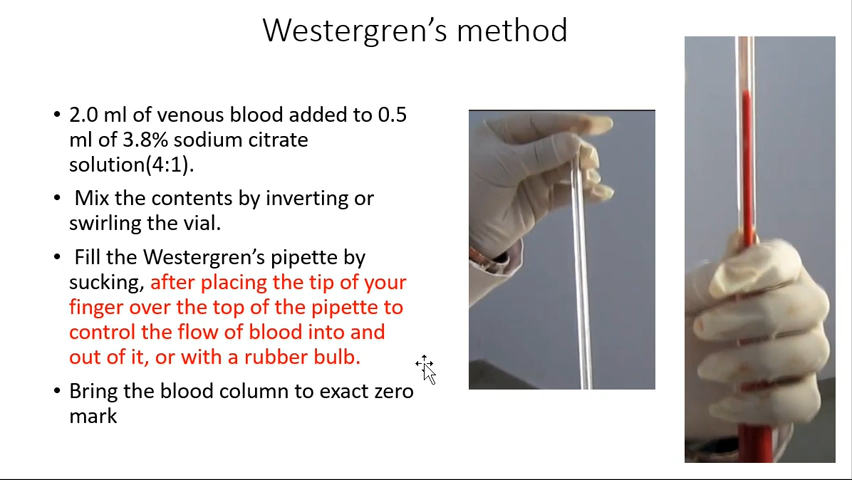 Westergren’s method
• 2.0 ml of venous blood added to 0.5
ml of 3.8% sodium citrate
solution(4:1).
• Mix the contents by inverting or
swirling the vial.
• Fill the Westergren’s pipette by
sucking, after placing the tip of your
finger over the top of the pipette to
control the flow of blood into and
out of it, or with a rubber bulb.
• Bring the blood column to exact zero
mark